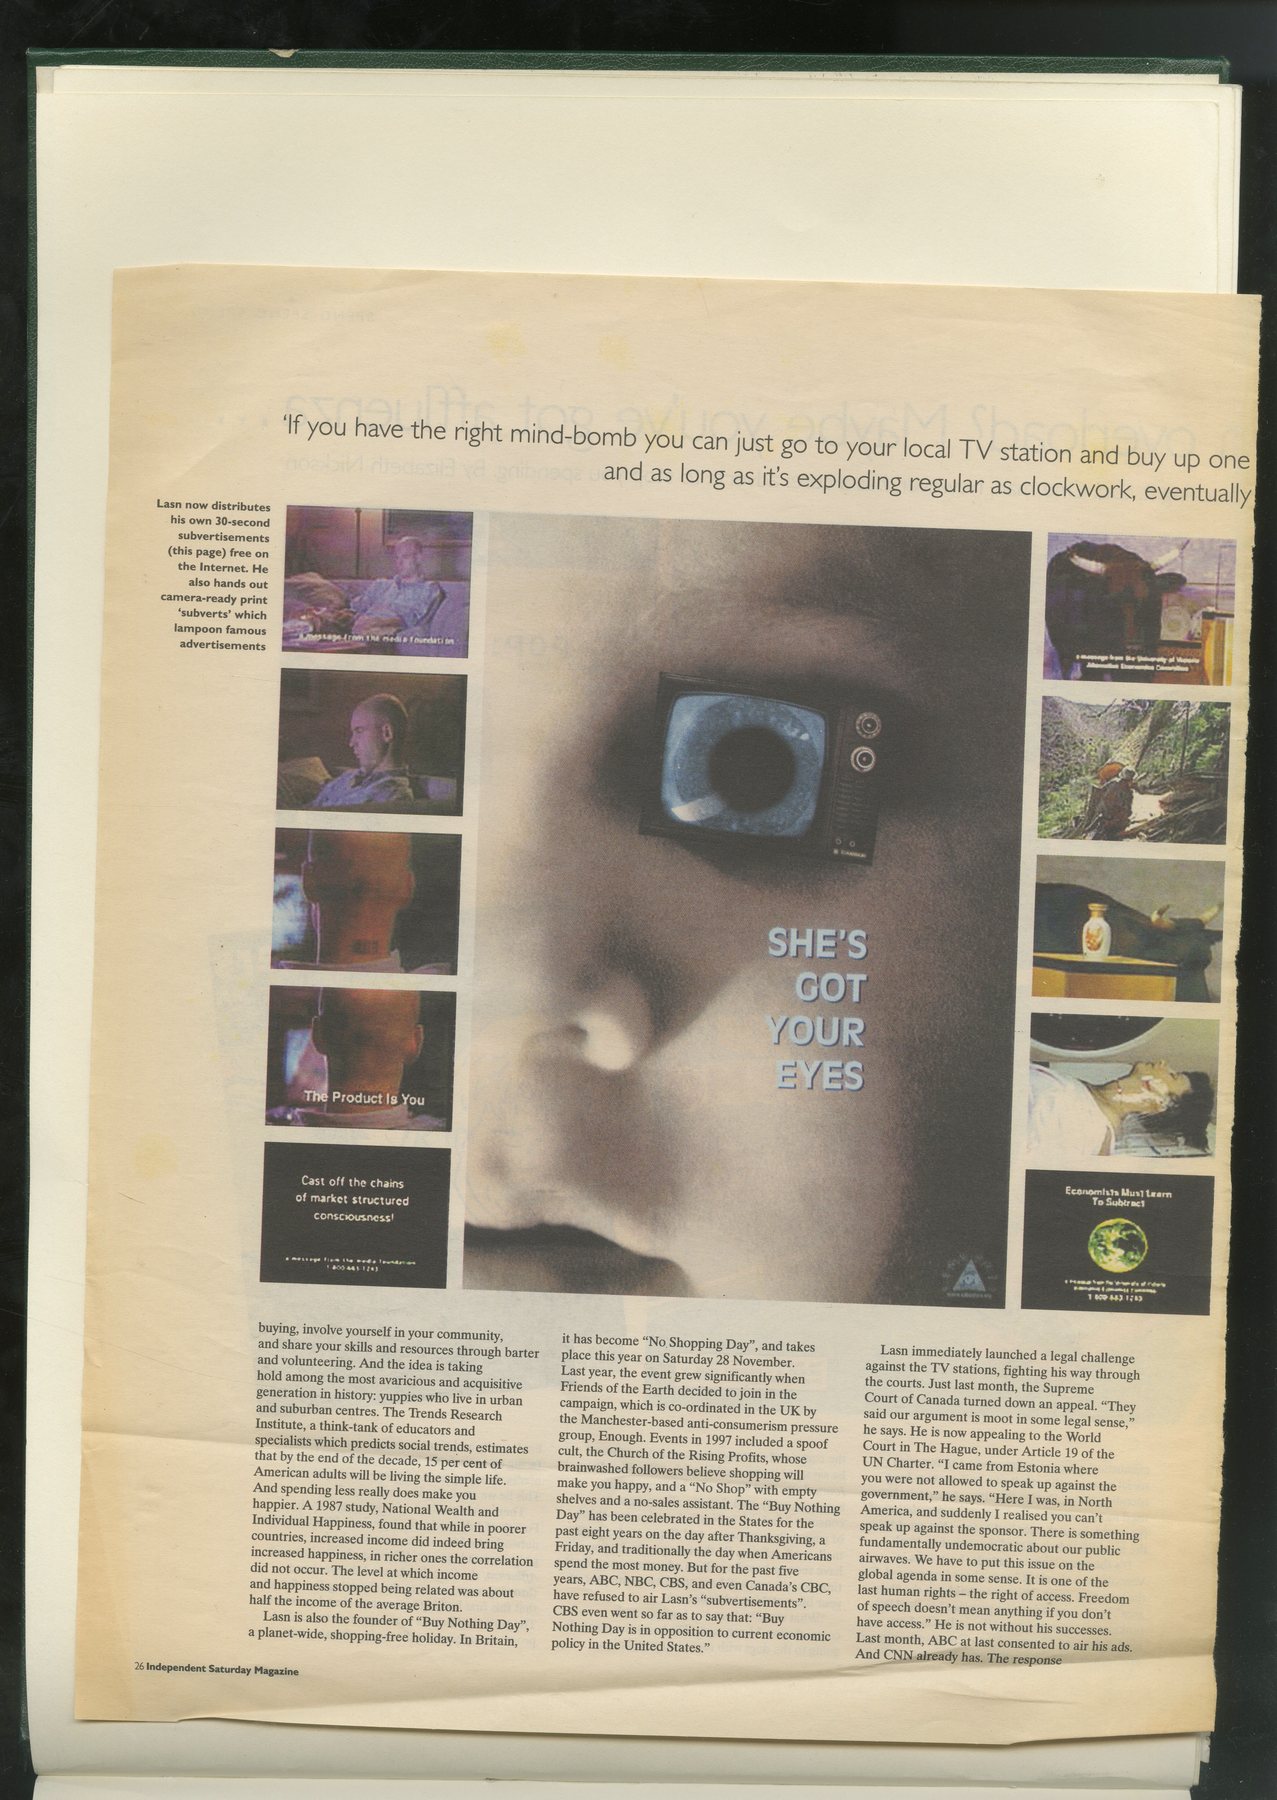 ‘If you have the right mind-bomb you can just go to your local TV station and buy up one
and as long as it’s exploding regular as clockwork, eventually
Lasn now distributes
his own 30-second
subvertisements
(this page) free on
the Internet. He
also hands out
camera-ready print
‘subverts’ which
lampoon famous
advertisements
a message from the media foundation
The Product Is You
Cast off the chains
of market structured
consciousness!
a message from the media foundation
1-800-663-1243
SHE'S
GOT
YOUR
EYES
a message from the University of Victoria
Alternative Economics Committee
Economists Must Learn
To Subtract
1 800 663 1243
buying, involve yourself in your community,
and share your skills and resources through barter
and volunteering. And the idea is taking
hold among the most avaricious and acquisitive
generation in history: yuppies who live in urban
and suburban centres. The Trends Research
Institute, a think-tank of educators and
specialists which predicts social trends, estimates
that by the end of the decade, 15 per cent of
American adults will be living the simple life.
And spending less really does make you
happier. A 1987 study, National Wealth and
Individual Happiness, found that while in poorer
countries, increased income did indeed bring
increased happiness, in richer ones the correlation
did not occur. The level at which income
and happiness stopped being related was about
half the income of the average Briton.
Lasn is also the founder of “Buy Nothing Day”,
a planet-wide, shopping-free holiday. In Britain,
it has become “No Shopping Day”, and takes
place this year on Saturday 28 November.
Last year, the event grew significantly when
Friends of the Earth decided to join in the
campaign, which is co-ordinated in the UK by
the Manchester-based anti-consumerism pressure
group, Enough. Events in 1997 included a spoof
cult, the Church of the Rising Profits, whose
brainwashed followers believe shopping will
make you happy, and a “No Shop” with empty
shelves and a no-sales assistant. The “Buy Nothing
Day” has been celebrated in the States for the
past eight years on the day after Thanksgiving, a
Friday, and traditionally the day when Americans
spend the most money. But for the past five
years, ABC, NBC, CBS, and even Canada’s CBC,
have refused to air Lasn’s “subvertisements”.
CBS even went so far as to say that: “Buy
Nothing Day is in opposition to current economic
policy in the United States.”
Lasn immediately launched a legal challenge
against the TV stations, fighting his way through
the courts. Just last month, the Supreme
Court of Canada turned down an appeal. “They
said our argument is moot in some legal sense,”
he says. He is now appealing to the World
Court in The Hague, under Article 19 of the
UN Charter. “I came from Estonia where
you were not allowed to speak up against the
government,” he says. “Here I was, in North
America, and suddenly I realised you can’t
speak up against the sponsor. There is something
fundamentally undemocratic about our public
airwaves. We have to put this issue on the
global agenda in some sense. It is one of the
last human rights – the right of access. Freedom
of speech doesn’t mean anything if you don’t
have access.” He is not without his successes.
Last month, ABC at last consented to air his ads.
And CNN already has. The response
26 Independent Saturday Magazine